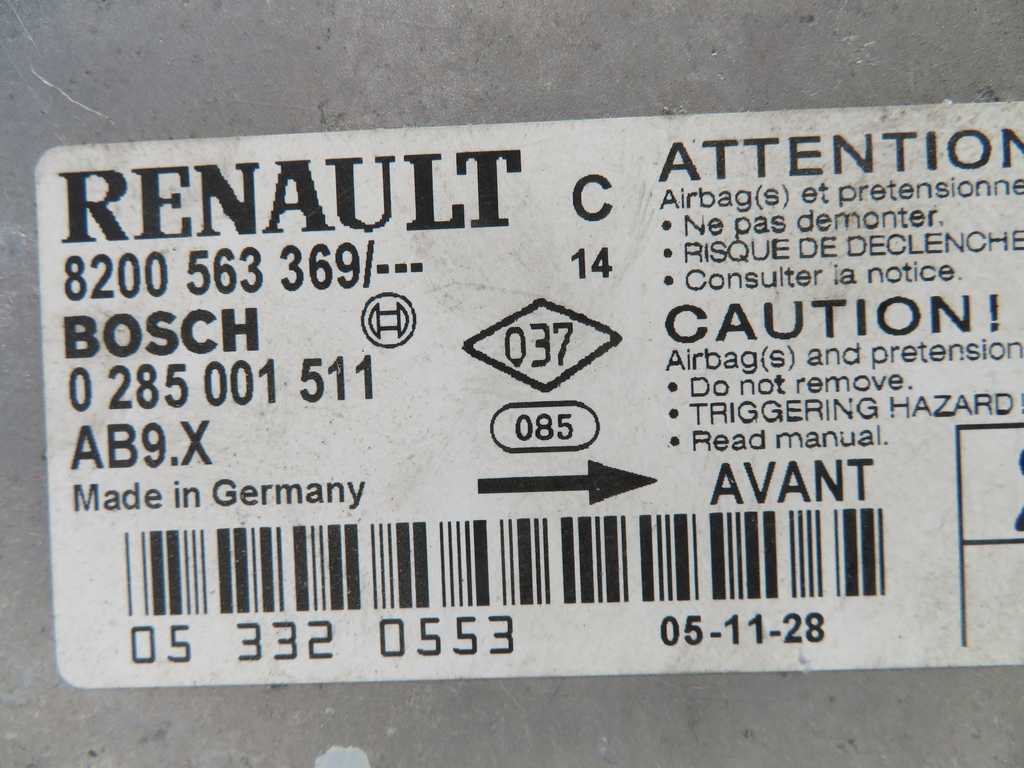 RENAULT
C
8200 563 369/---
14
BOSCH
037
0 285 001 511
085
AB9.X
Made in Germany
ATTENTION
Airbag(s) et pretensionne
• Ne pas demonter.
• RISQUE DE DECLENCHE
• Consulter la notice.
CAUTION!
Airbag(s) and pretension
• Do not remove.
• TRIGGERING HAZARD!
• Read manual.
AVANT
05 332 0553
05-11-28